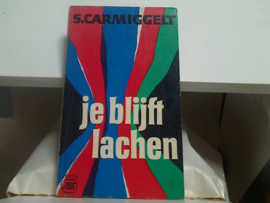 S.CARMIGGELT
je blijft
lachen